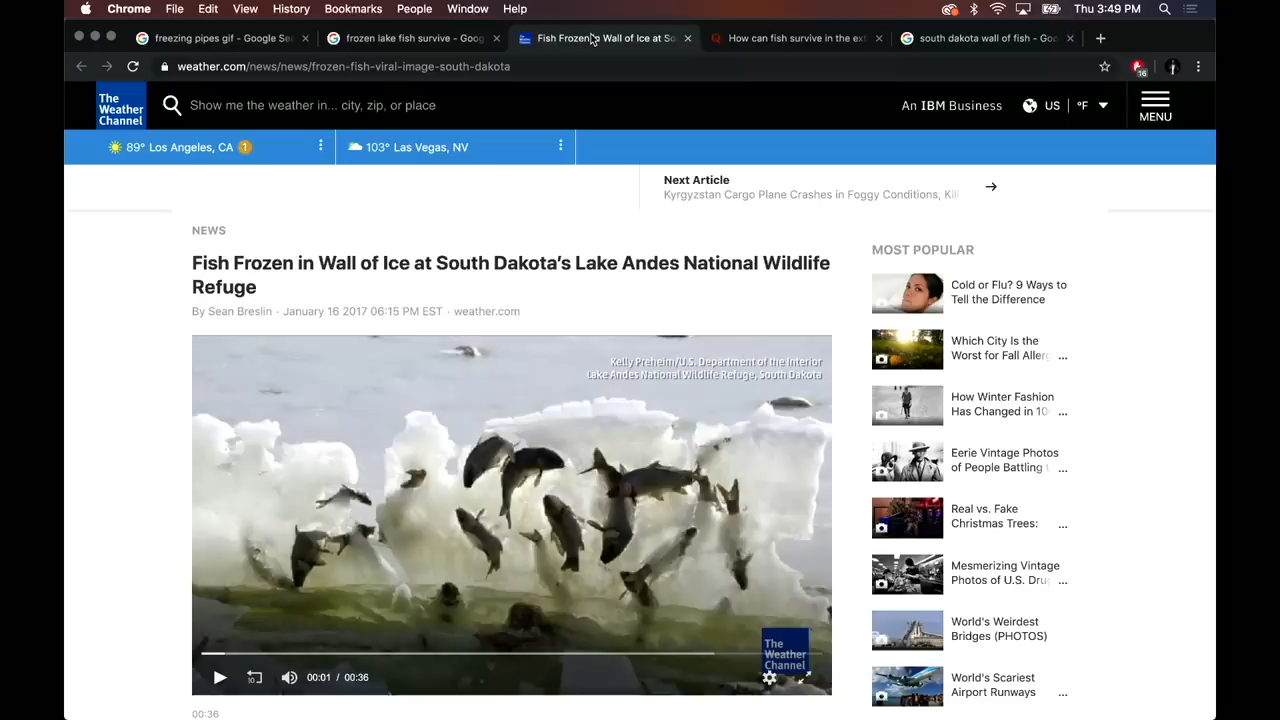 Chrome File Edit View History Bookmarks People Window Help Thu 3:49 PM
freezing pipes gif - Google Se
frozen lake fish survive - Goog
Fish Frozen in Wall of Ice at So
How can fish survive in the ex
south dakota wall of fish - Goo
weather.com/news/news/frozen-fish-viral-image-south-dakota
16
The
Weather
Channel
Show me the weather in... city, zip, or place
An IBM Business
US
°F
MENU
89° Los Angeles, CA 1
103° Las Vegas, NV
Next Article
Kyrgyzstan Cargo Plane Crashes in Foggy Conditions, Kil
NEWS
Fish Frozen in Wall of Ice at South Dakota’s Lake Andes National Wildlife
Refuge
By Sean Breslin · January 16 2017 06:15 PM EST · weather.com
Kelly Preheim/U.S. Department of the Interior
Lake Andes National Wildlife Refuge, South Dakota
The
Weather
Channel
00:01 / 00:36
00:36
MOST POPULAR
Cold or Flu? 9 Ways to
Tell the Difference
Which City Is the
Worst for Fall Allerg ...
How Winter Fashion
Has Changed in 10 ...
Eerie Vintage Photos
of People Battling ...
Real vs. Fake
Christmas Trees: ...
Mesmerizing Vintage
Photos of U.S. Dru ...
World's Weirdest
Bridges (PHOTOS)
World's Scariest
Airport Runways ...